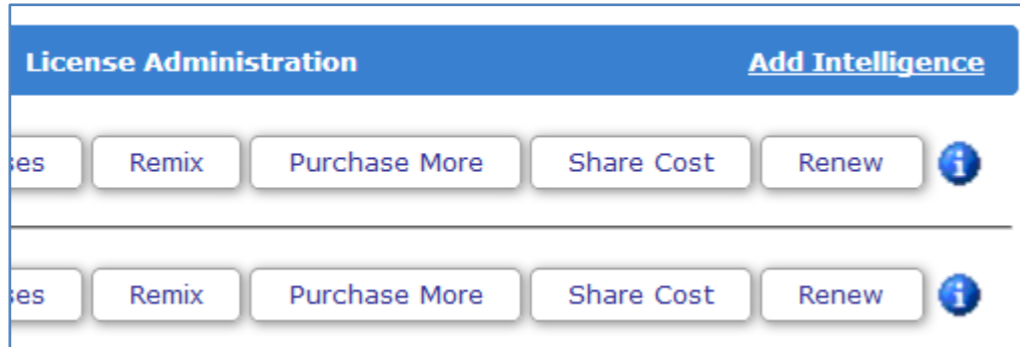 License Administration Add Intelligence
Remix Purchase More Share Cost Renew
Remix Purchase More Share Cost Renew